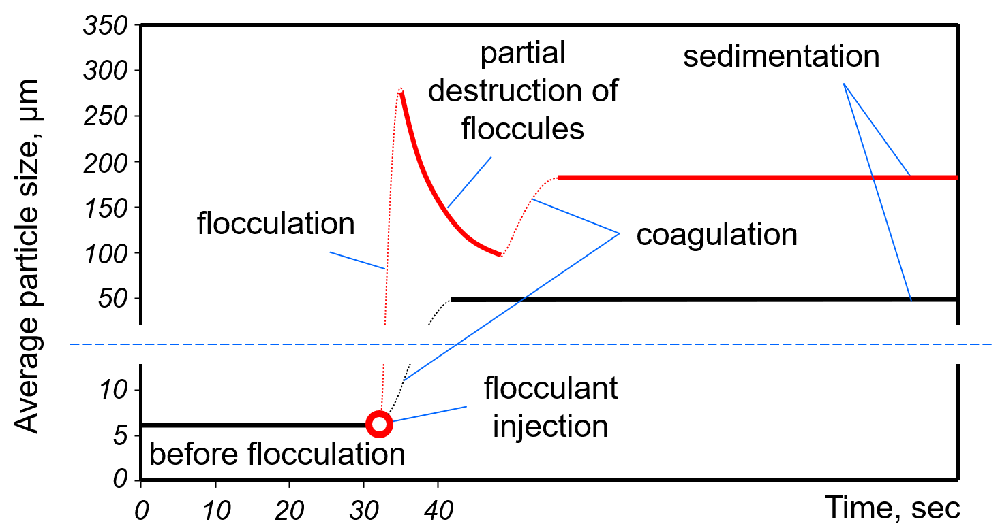 Average particle size, μm
350
300
250
200
150
100
50
10
5
0
partial
destruction of
floccules
sedimentation
flocculation
coagulation
flocculant
injection
before flocculation
0 10 20 30 40
Time, sec